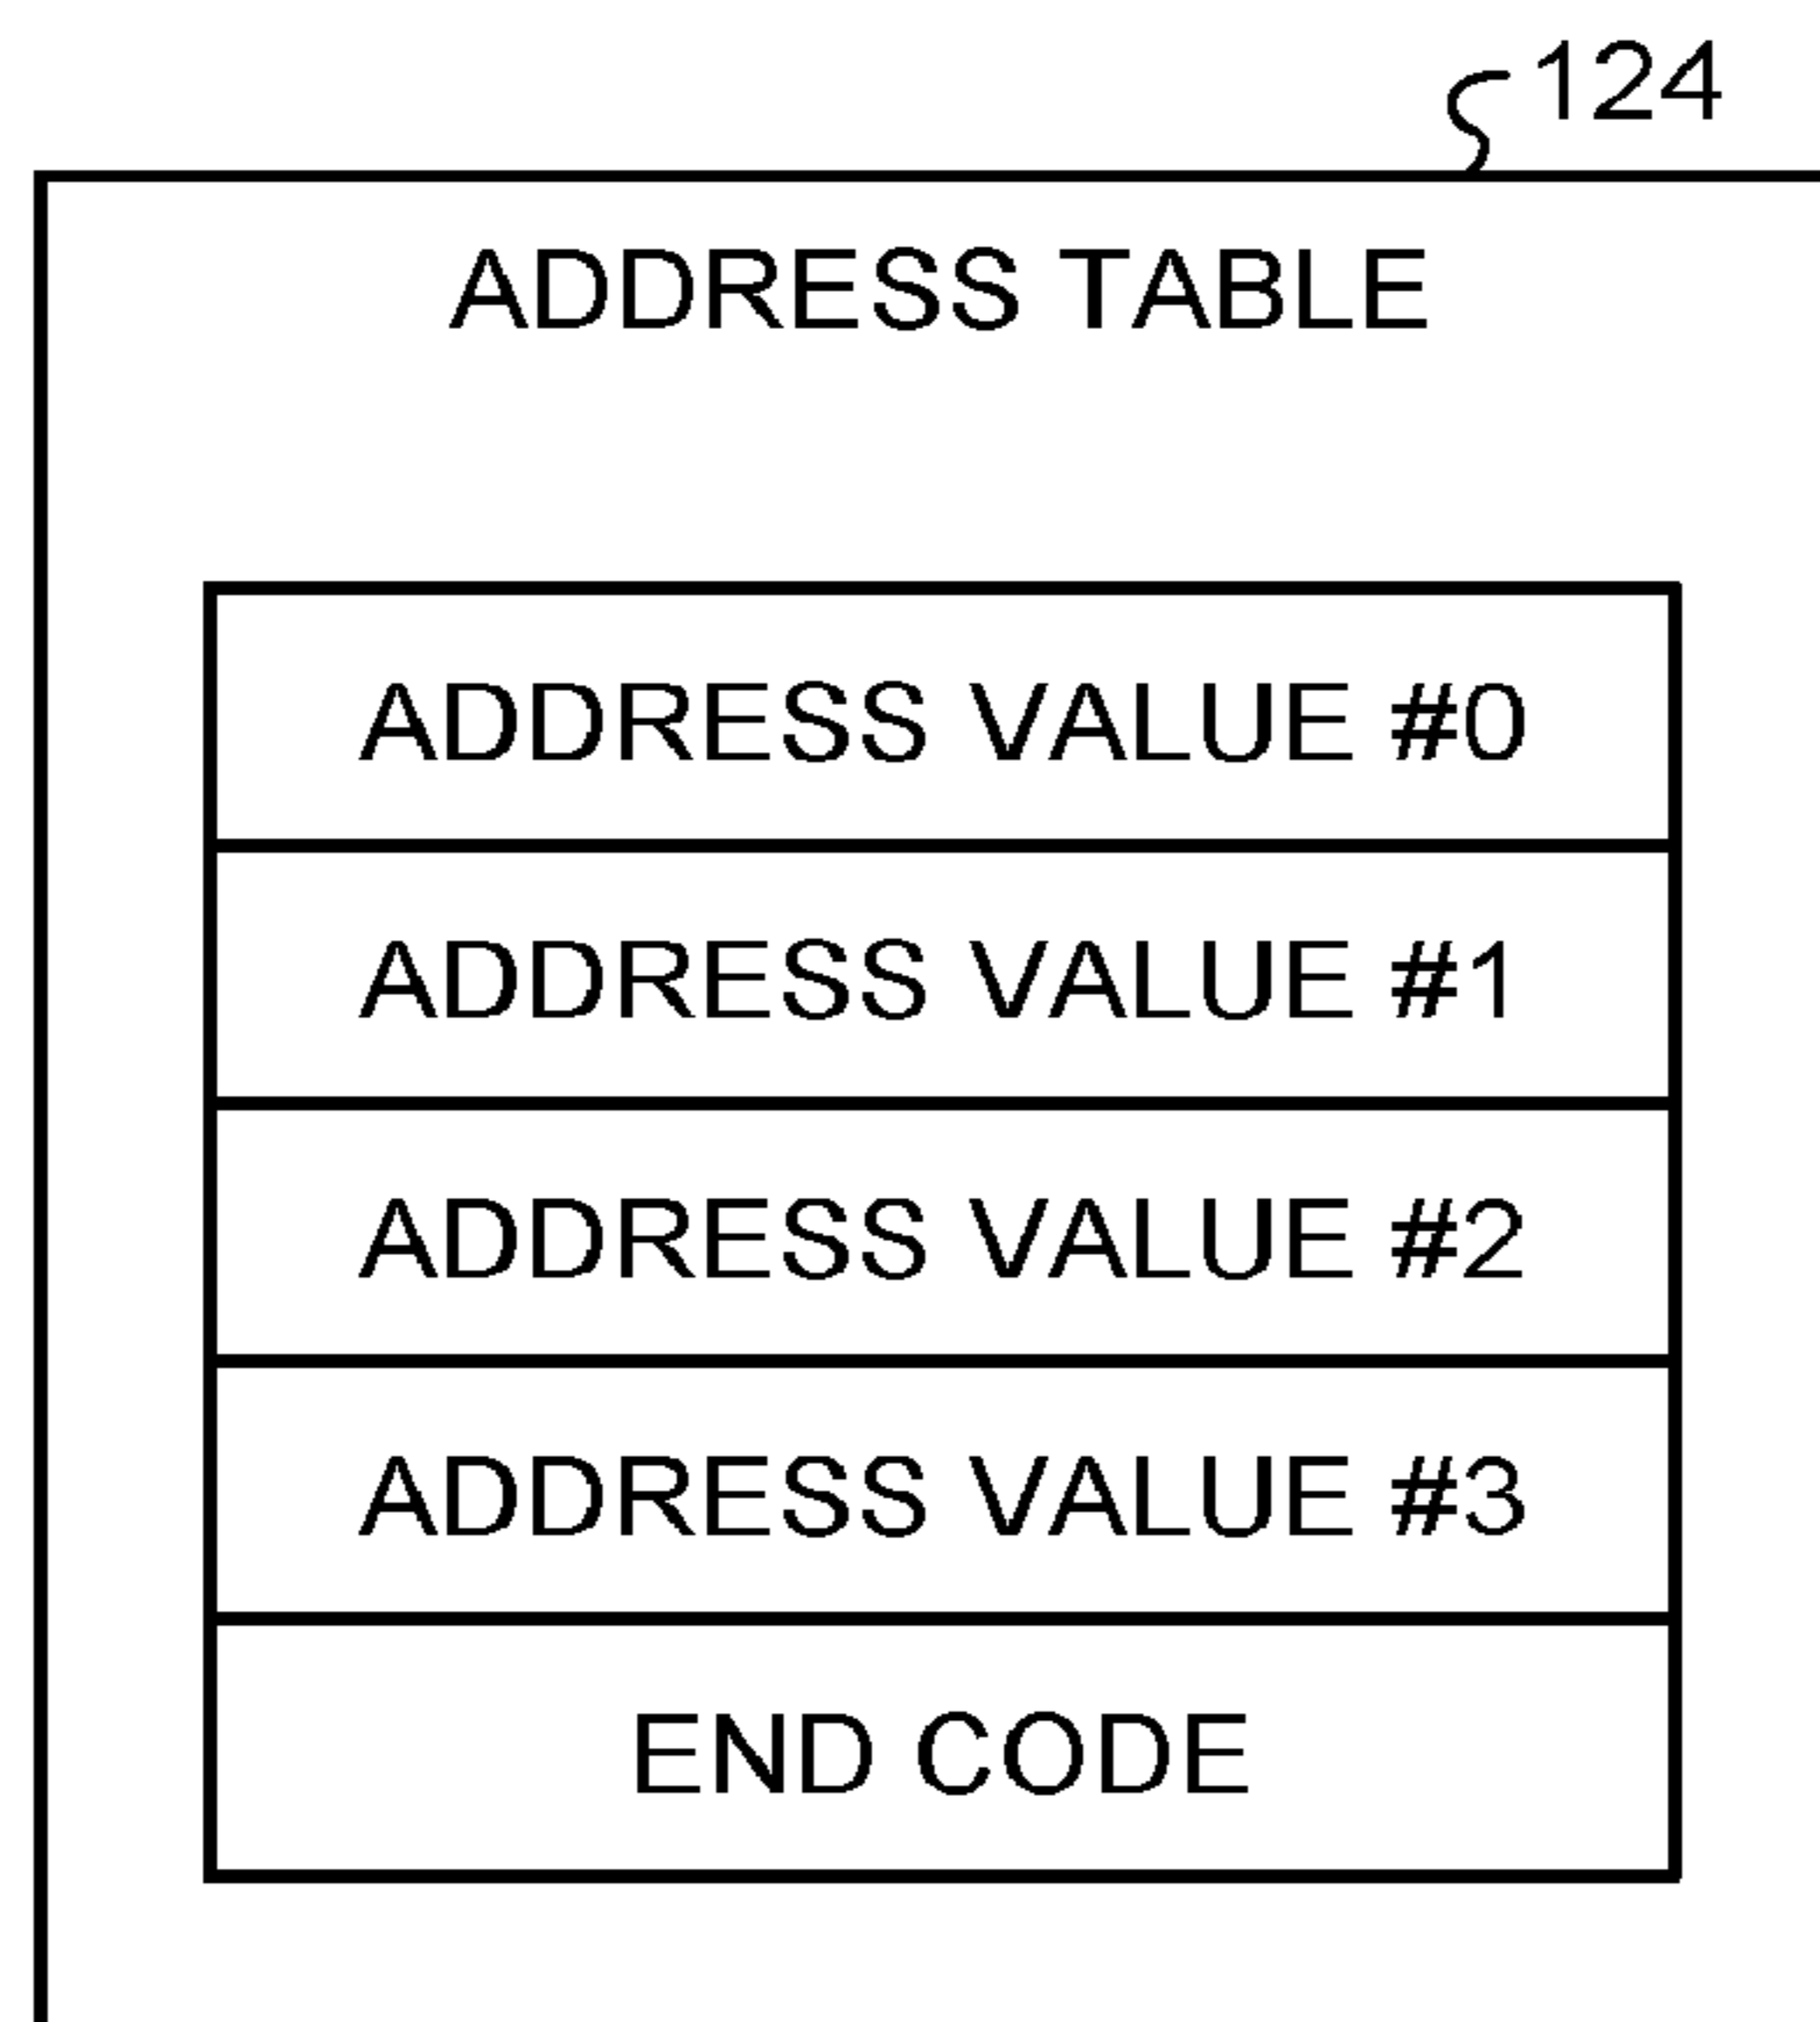 124
ADDRESS TABLE
ADDRESS VALUE #0
ADDRESS VALUE #1
ADDRESS VALUE #2
ADDRESS VALUE #3
END CODE